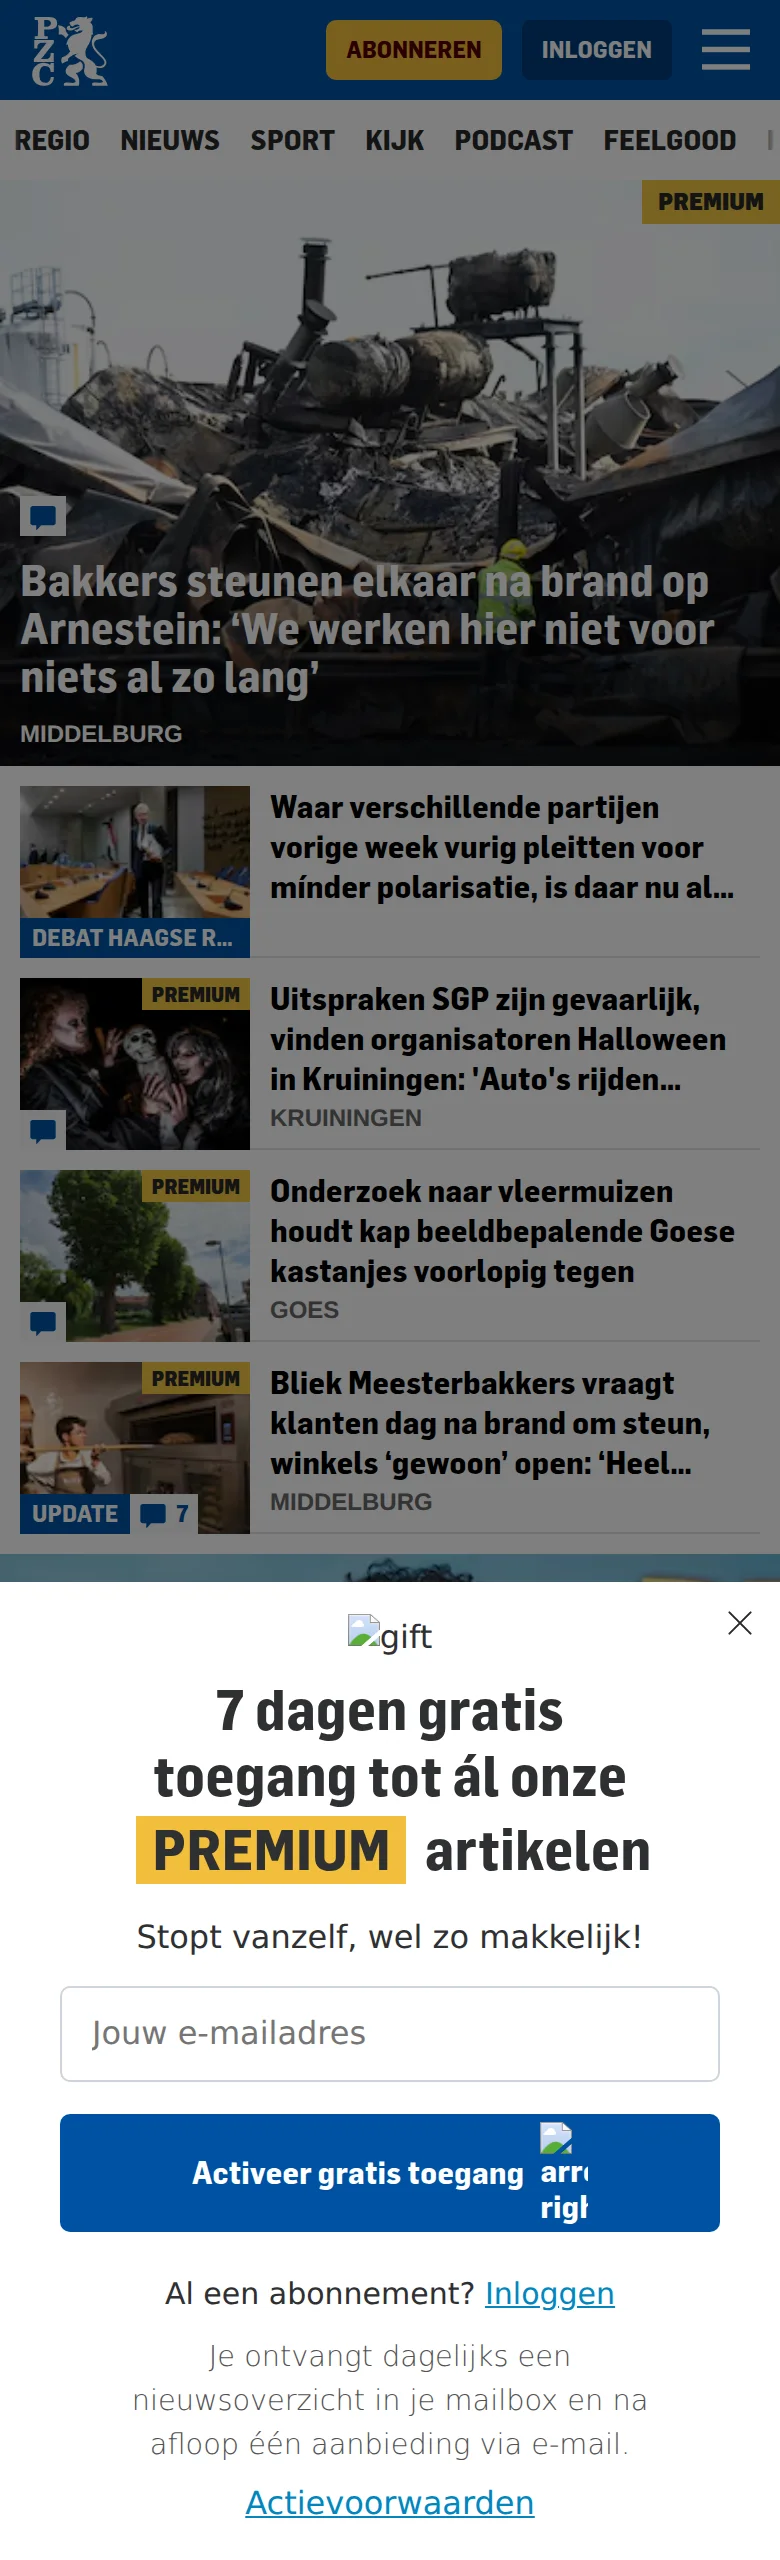 PZC
ABONNEREN
INLOGGEN
REGIO NIEUWS SPORT KIJK PODCAST FEELGOOD
PREMIUM
Bakkers steunen elkaar na brand op
Arnestein: ‘We werken hier niet voor
niets al zo lang’
MIDDELBURG
Waar verschillende partijen
vorige week vurig pleitten voor
mínder polarisatie, is daar nu al...
DEBAT HAAGSE R...
PREMIUM
Uitspraken SGP zijn gevaarlijk,
vinden organisatoren Halloween
in Kruiningen: 'Auto's rijden...
KRUININGEN
PREMIUM
Onderzoek naar vleermuizen
houdt kap beeldbepalende Goese
kastanjes voorlopig tegen
GOES
PREMIUM
Bliek Meesterbakkers vraagt
klanten dag na brand om steun,
winkels ‘gewoon’ open: ‘Heel...
UPDATE 7
MIDDELBURG
gift
7 dagen gratis
toegang tot ál onze
PREMIUM artikelen
Stopt vanzelf, wel zo makkelijk!
Jouw e-mailadres
Activeer gratis toegang
Al een abonnement? Inloggen
Je ontvangt dagelijks een
nieuwsoverzicht in je mailbox en na
afloop één aanbieding via e-mail.
Actievoorwaarden